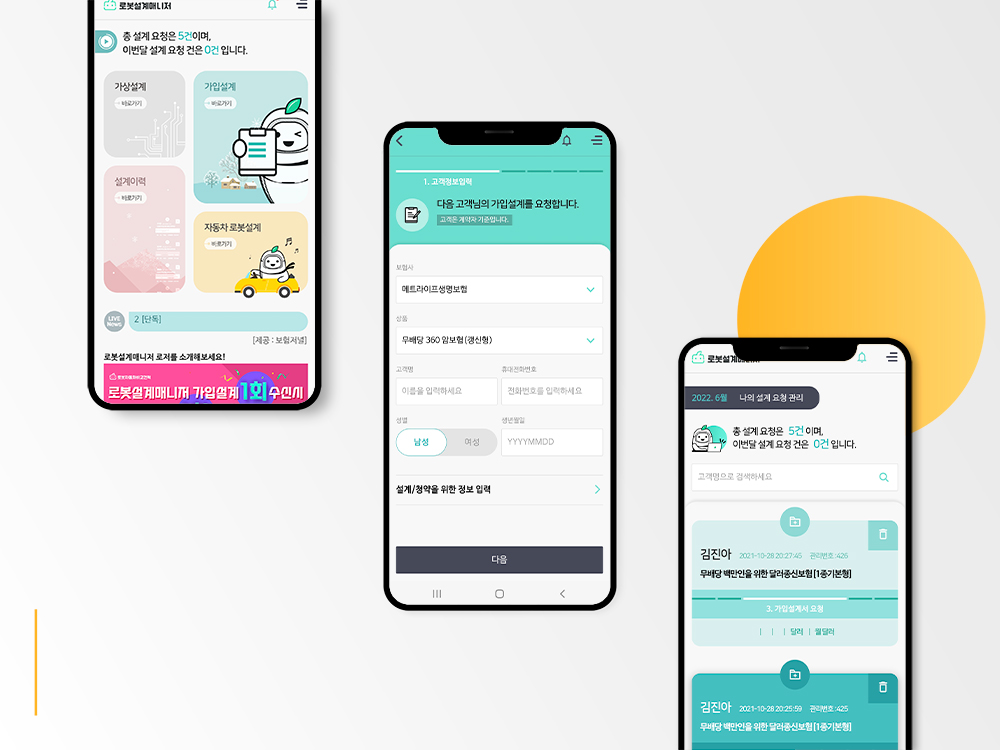 로봇설계매니저
총 설계 요청은 5건이며,
이번달 설계 요청 건은 0건 입니다.
가상설계
바로가기
가입설계
바로가기
설계이력
바로가기
자동차 로봇설계
바로가기
LIVE News
2 [단독]
[제공 : 보험저널]
로봇설계매니저 로저를 소개해보세요!
로봇설계매니저 가입설계 1회 수신시
1. 고객정보입력
다음 고객님의 가입설계를 요청합니다.
고객은 계약자 기준입니다.
보험사
메트라이프생명보험
상품
무배당 360 암보험(갱신형)
고객명
휴대전화번호
이름을 입력하세요
전화번호를 입력하세요
성별
생년월일
남성
여성
YYYYMMDD
설계/청약을 위한 정보 입력
다음
로봇설계매니저
2022. 6월 나의 설계 요청 관리
총 설계 요청은 5건 이며,
이번달 설계 요청 건은 0건 입니다.
고객명으로 검색하세요
김진아 2021-10-28 20:27:45 관리번호 : 426
무배당 백만인을 위한 달러종신보험 [1종기본형]
3. 가입설계서 요청
| | | 달러 | 월달러
김진아 2021-10-28 20:25:59 관리번호 : 425
무배당 백만인을 위한 달러종신보험 [1종기본형]